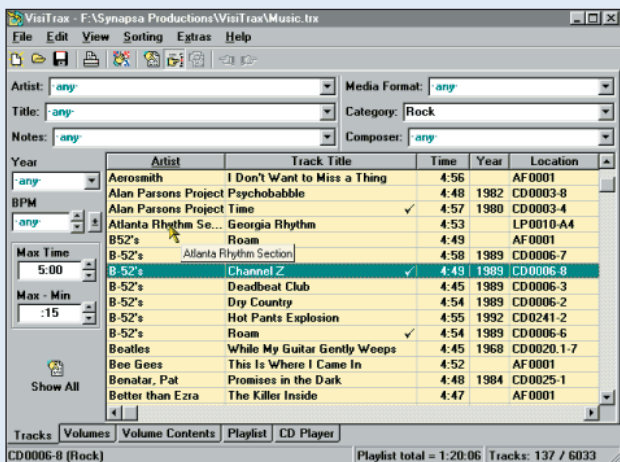 VisiTrax - F:\Synapsa Productions\VisiTrax\Music.trx
File Edit View Sorting Extras Help
Artist: -any- Media Format: -any-
Title: -any- Category: Rock
Notes: -any- Composer: -any-
Year Artist Track Title Time Year Location
-any-
BPM
-any-
Max Time
5:00
Max - Min
:15
Show All
Aerosmith I Don't Want to Miss a Thing 4:56 AF0001
Alan Parsons Project Psychobabble 4:48 1982 CD0003-8
Alan Parsons Project Time ✓ 4:57 1980 CD0003-4
Atlanta Rhythm Se... Georgia Rhythm 4:53 LP0010-A4
B52's Roam 4:49 AF0001
Atlanta Rhythm Section
B-52's 4:58 1989 CD0006-7
B-52's Channel Z ✓ 4:49 1989 CD0006-8
B-52's Deadbeat Club 4:45 1989 CD0006-3
B-52's Dry Country 4:54 1989 CD0006-2
B-52's Hot Pants Explosion 4:55 1992 CD0241-2
B-52's Roam ✓ 4:54 1989 CD0006-6
Beatles While My Guitar Gently Weeps 4:45 1968 CD0020.1-7
Bee Gees This Is Where I Came In 4:52 AF0001
Benatar, Pat Promises in the Dark 4:48 1984 CD0025-1
Better than Ezra The Killer Inside 4:47 AF0001
Tracks Volumes Volume Contents Playlist CD Player
CD0006-8 (Rock) Playlist total = 1:20:06 Tracks: 137 / 6033